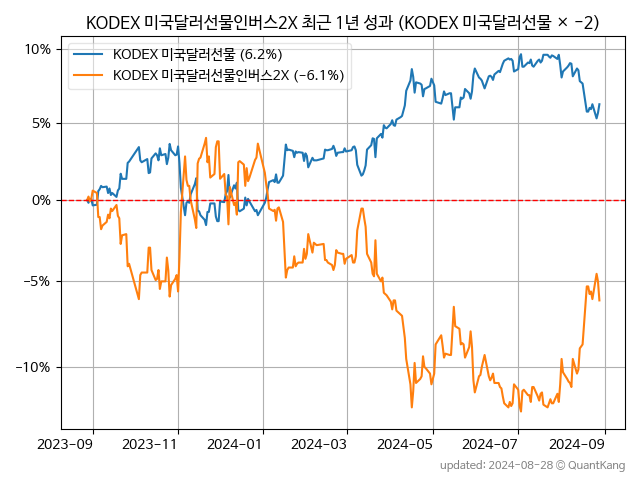 KODEX 미국달러선물인버스2X 최근 1년 성과 (KODEX 미국달러선물 × −2)
KODEX 미국달러선물 (6.2%)
KODEX 미국달러선물인버스2X (−6.1%)
10%
5%
0%
−5%
−10%
2023-09 2023-11 2024-01 2024-03 2024-05 2024-07 2024-09
updated: 2024-08-28 @ QuantKang